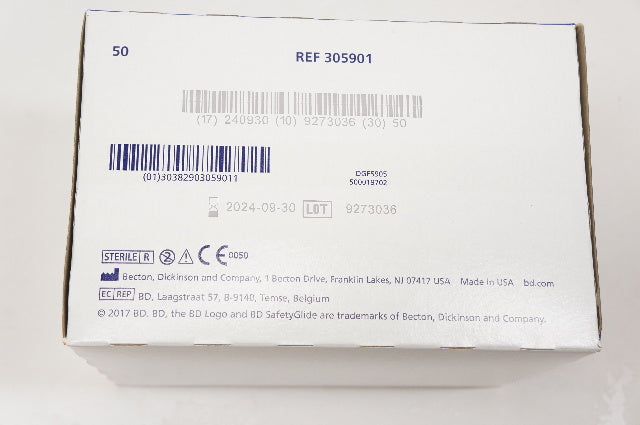 50
REF 305901
(17) 240930 (10) 9273036 (30) 50
(01)30382903059011
DGF5905
500019702
2024-09-30 LOT 9273036
STERILE R 2 CE 0050
Becton, Dickinson and Company, 1 Becton Drive, Franklin Lakes, NJ 07417 USA Made in USA bd.com
EC REP BD, Laagstraat 57, B-9140, Temse, Belgium
© 2017 BD. BD, the BD Logo and BD SafetyGlide are trademarks of Becton, Dickinson and Company.